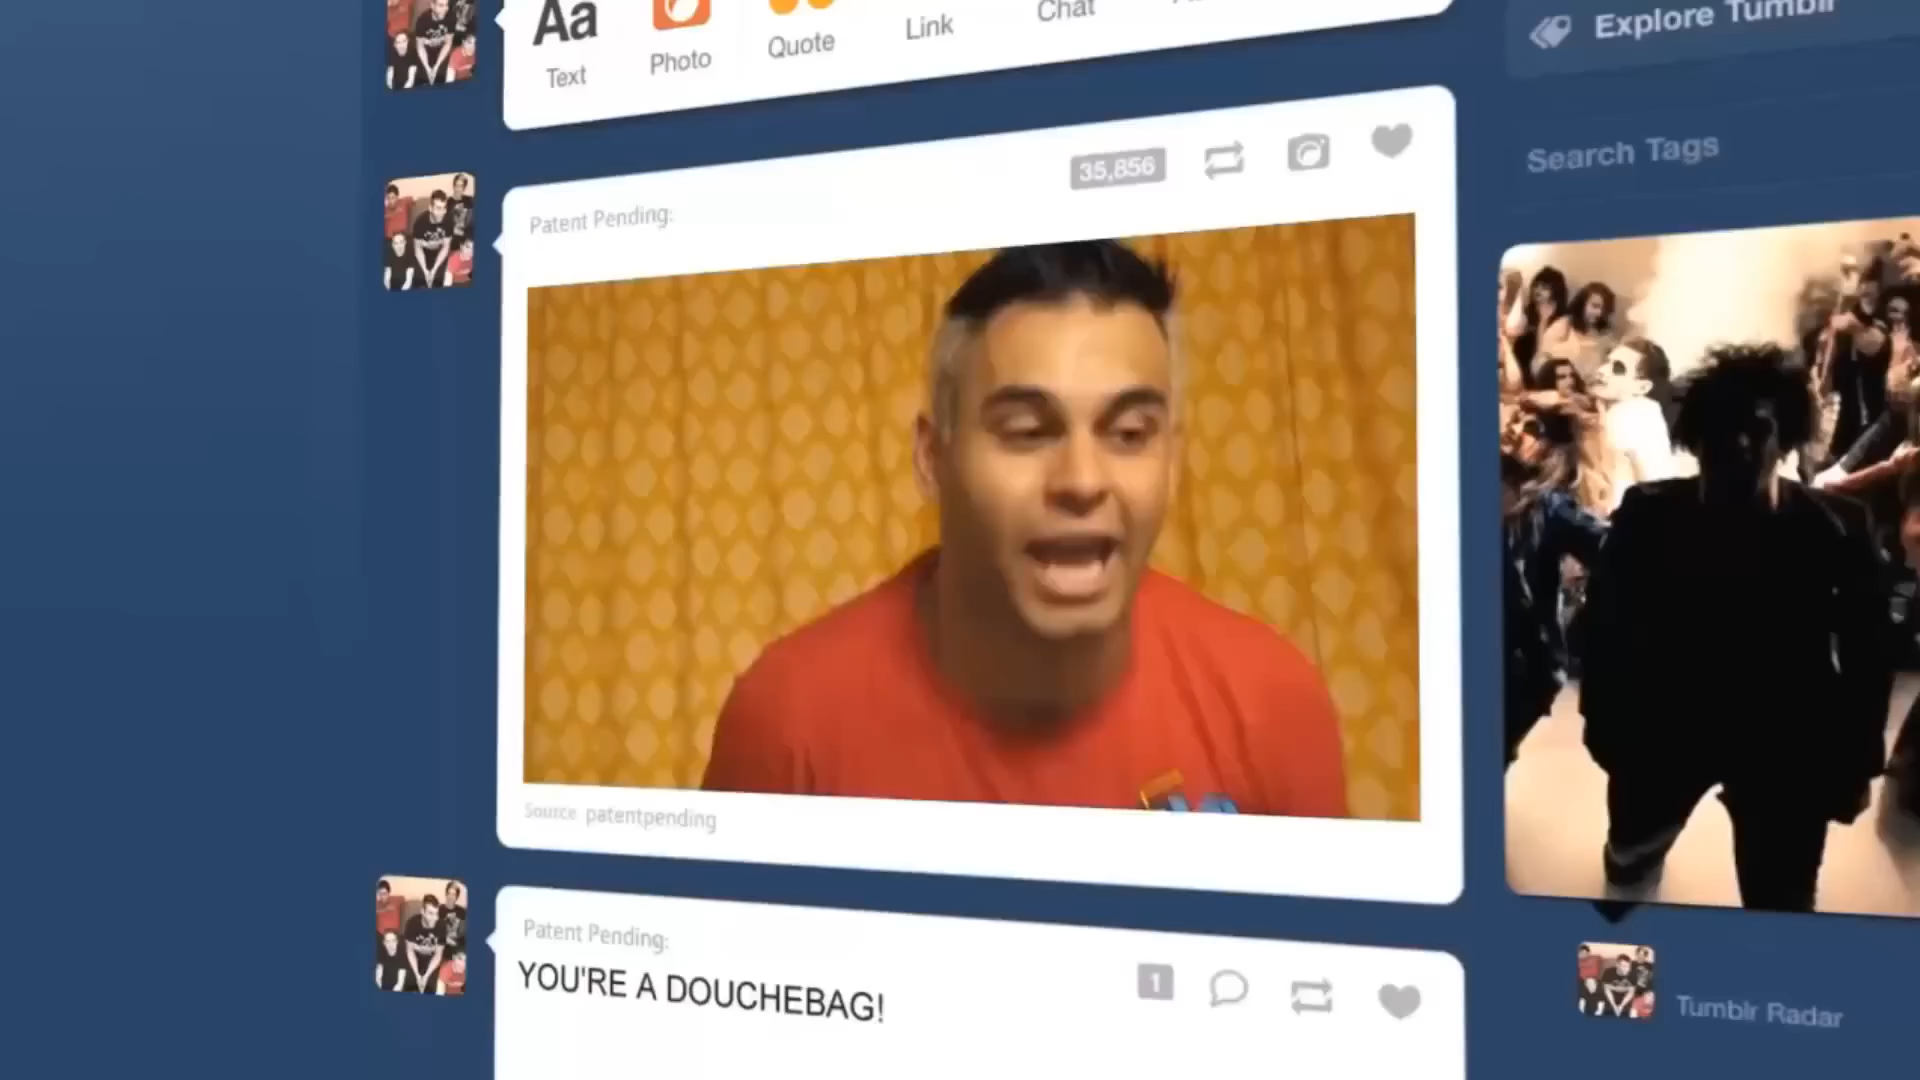 Aa
Text
Photo
Quote
Link
Chat
Explore Tumblr
Search Tags
35,856
Patent Pending:
Source patentpending
Patent Pending:
YOU'RE A DOUCHEBAG!
1
Tumblr Radar